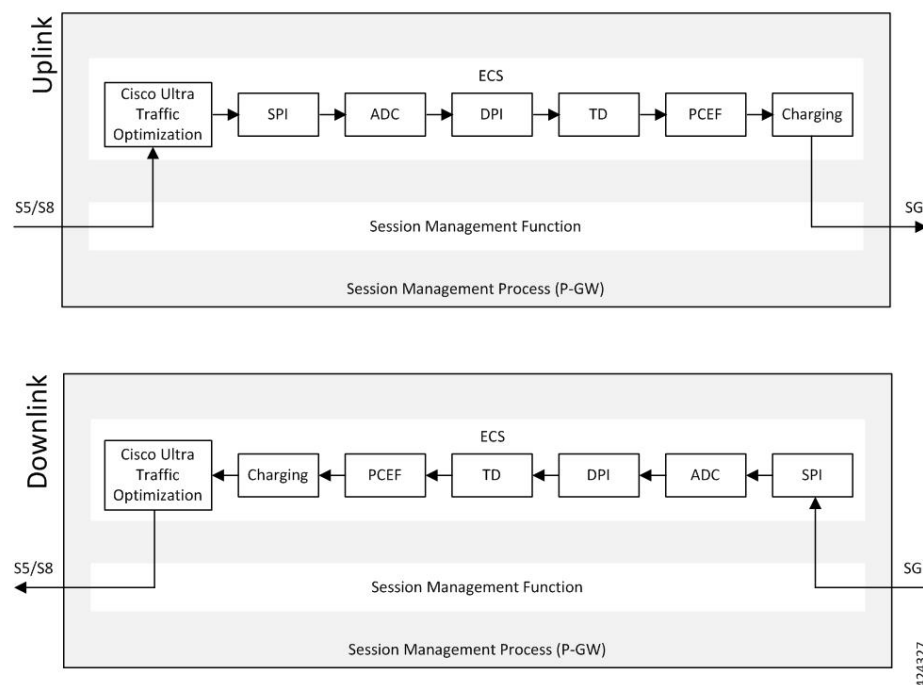 Uplink
ECS
Cisco Ultra
Traffic
Optimization
SPI
ADC
DPI
TD
PCEF
Charging
S5/S8
SG
Session Management Function
Session Management Process (P-GW)
Downlink
ECS
Cisco Ultra
Traffic
Optimization
Charging
PCEF
TD
DPI
ADC
SPI
S5/S8
SG
Session Management Function
Session Management Process (P-GW)
424327